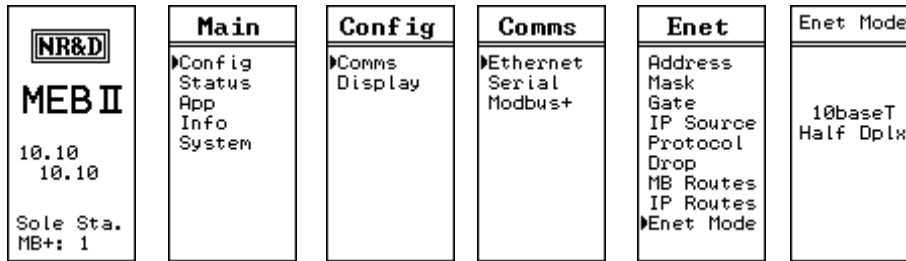 NR&D
MEB II
10.10
10.10
Sole Sta.
MB+: 1
Main
Config
Status
App
Info
System
Config
Comms
Display
Comms
Ethernet
Serial
Modbus+
Enet
Address
Mask
Gate
IP Source
Protocol
Drop
MB Routes
IP Routes
Enet Mode
Enet Mode
10baseT
Half Dplx